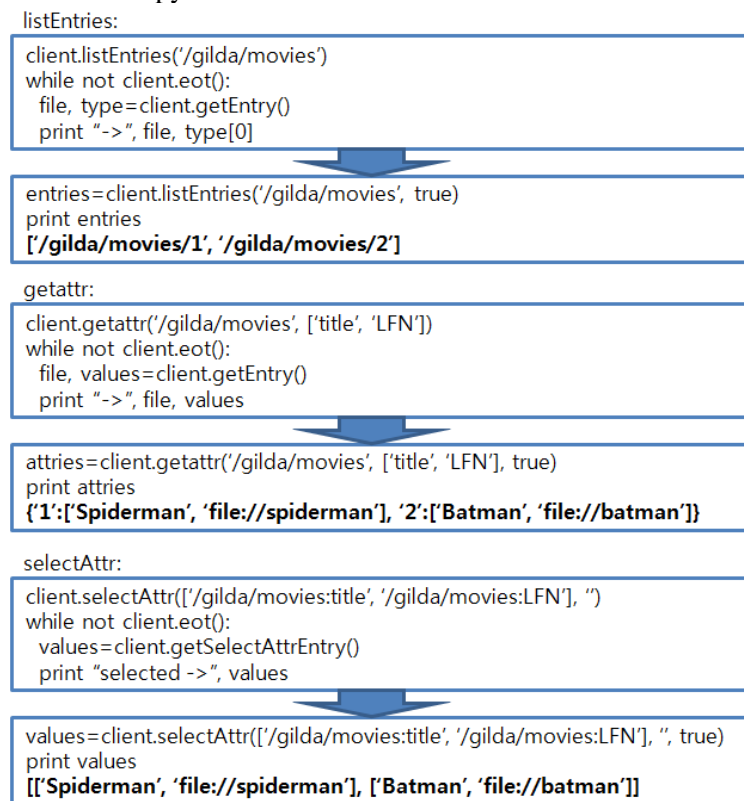 py
listEntries:
client.listEntries(‘/gilda/movies’)
while not client.eot():
file, type=client.getEntry()
print “->”, file, type[0]
entries=client.listEntries(‘/gilda/movies’, true)
print entries
[‘/gilda/movies/1’, ‘/gilda/movies/2’]
getattr:
client.getattr(‘/gilda/movies’, [‘title’, ‘LFN’])
while not client.eot():
file, values=client.getEntry()
print “->”, file, values
attries=client.getattr(‘/gilda/movies’, [‘title’, ‘LFN’], true)
print attries
{‘1’:[‘Spiderman’, ‘file://spiderman’], ‘2’:[‘Batman’, ‘file://batman’]}
selectAttr:
client.selectAttr([‘/gilda/movies:title’, ‘/gilda/movies:LFN’], ‘’)
while not client.eot():
values=client.getSelectAttrEntry()
print “selected ->”, values
values=client.selectAttr([‘/gilda/movies:title’, ‘/gilda/movies:LFN’], ‘’, true)
print values
[[‘Spiderman’, ‘file://spiderman’], [‘Batman’, ‘file://batman’]]